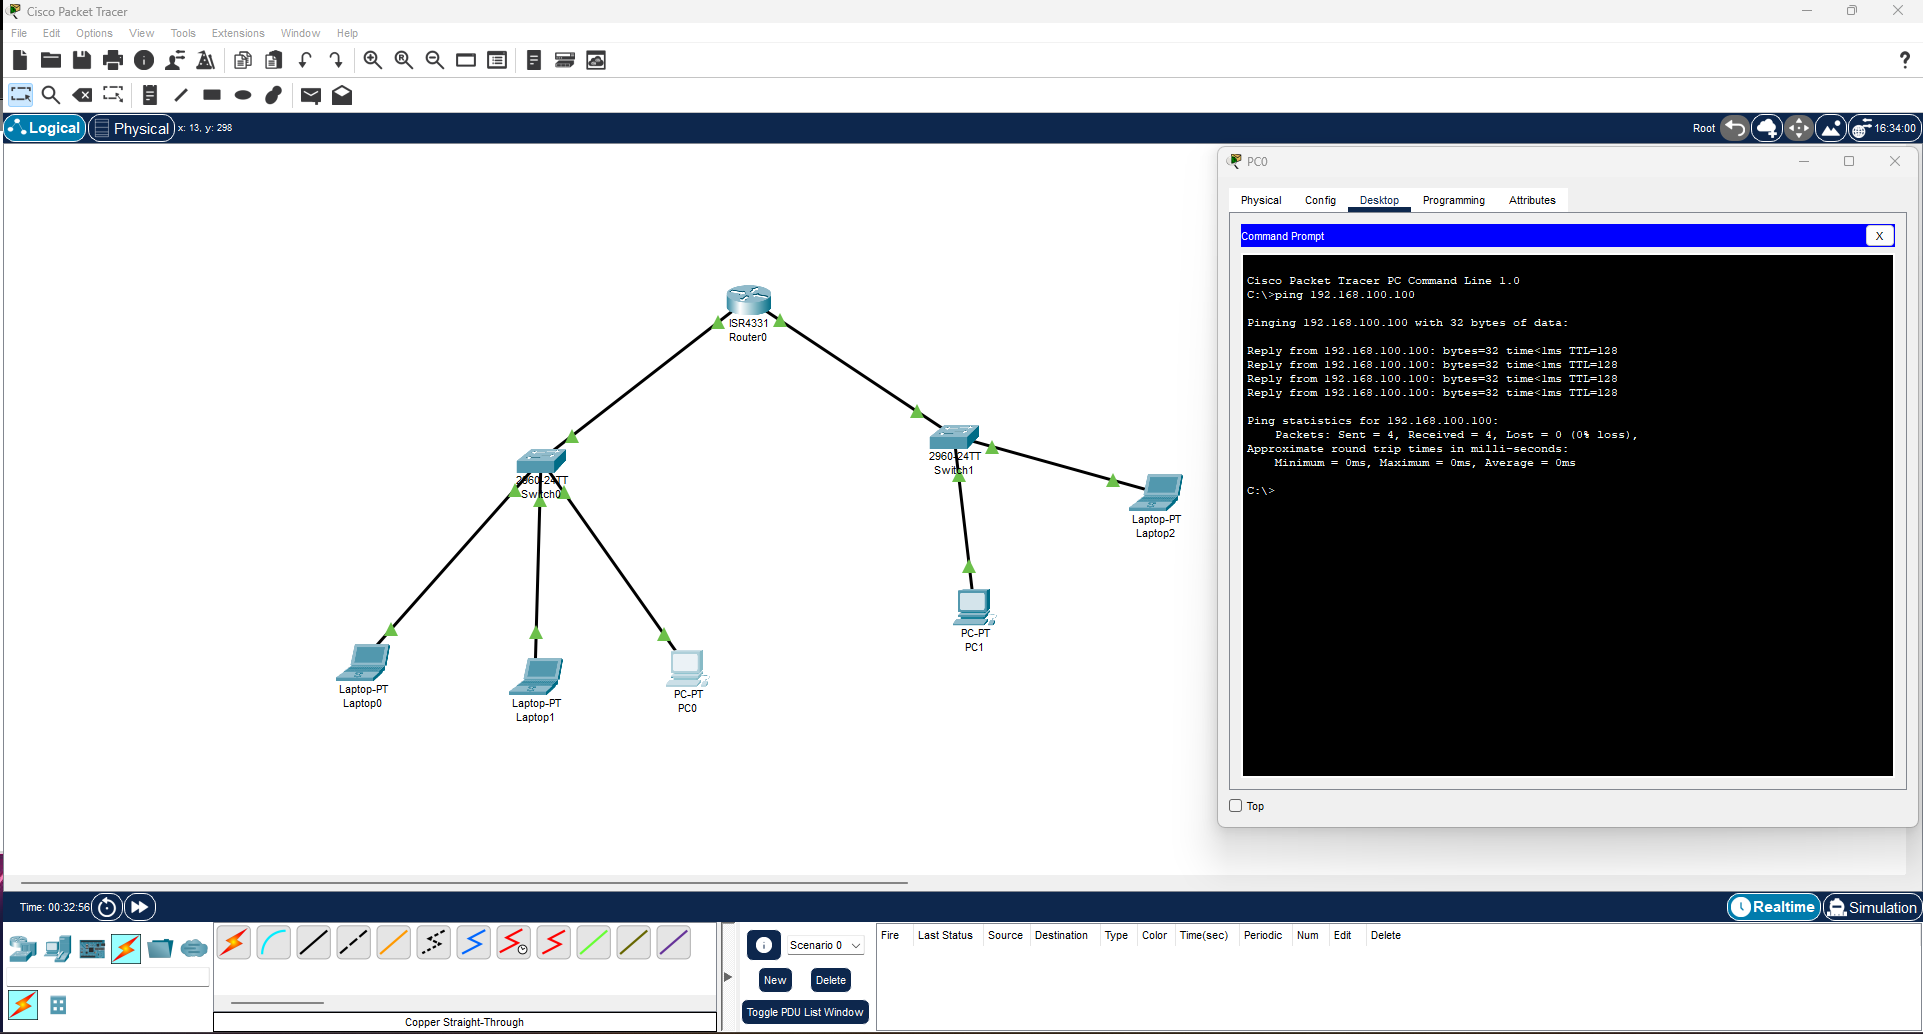 Cisco Packet Tracer
File Edit Options View Tools Extensions Window Help
?
Logical Physical x: 13, y: 298
Root 16:34:00
ISR4331
Router0
2960-24TT
Switch0
2960-24TT
Switch1
Laptop-PT
Laptop2
PC-PT
PC1
Laptop-PT
Laptop0
Laptop-PT
Laptop1
PC-PT
PC0
PC0
Physical Config Desktop Programming Attributes
Command Prompt X
Cisco Packet Tracer PC Command Line 1.0
C:\>ping 192.168.100.100
Pinging 192.168.100.100 with 32 bytes of data:
Reply from 192.168.100.100: bytes=32 time<1ms TTL=128
Reply from 192.168.100.100: bytes=32 time<1ms TTL=128
Reply from 192.168.100.100: bytes=32 time<1ms TTL=128
Reply from 192.168.100.100: bytes=32 time<1ms TTL=128
Ping statistics for 192.168.100.100:
Packets: Sent = 4, Received = 4, Lost = 0 (0% loss),
Approximate round trip times in milli-seconds:
Minimum = 0ms, Maximum = 0ms, Average = 0ms
C:\>
Top
Time: 00:32:56
Realtime Simulation
Scenario 0
New Delete
Toggle PDU List Window
Fire Last Status Source Destination Type Color Time(sec) Periodic Num Edit Delete
Copper Straight-Through